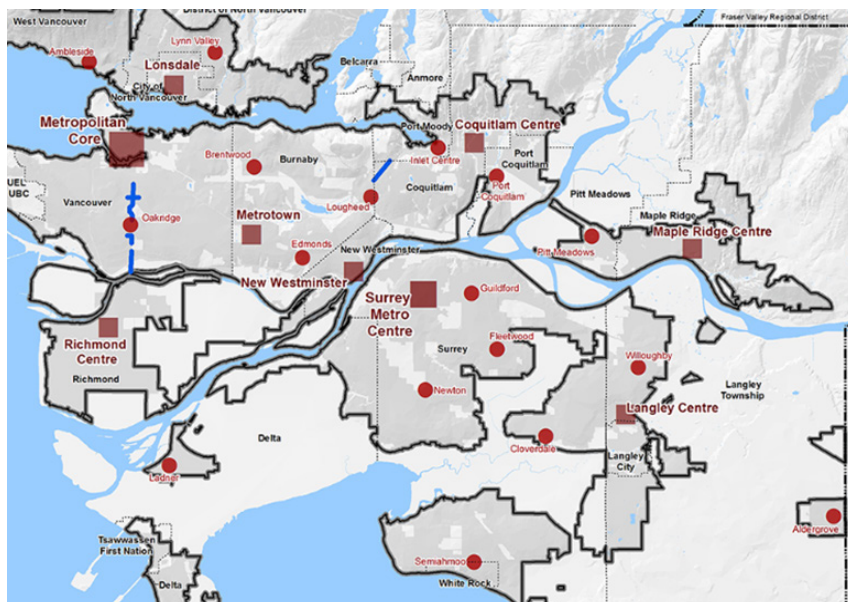 District of North Vancouver
Fraser Valley Regional District
West Vancouver
Lynn Valley
Ambleside
Lonsdale
Belcarra
Anmore
City of
North Vancouver
Metropolitan
Core
Port Moody
Coquitlam Centre
Brentwood
Burnaby
Inlet Centre
Port
Coquitlam
UEL
UBC
Coquitlam
Port
Coquitlam
Pitt Meadows
Vancouver
Lougheed
Oakridge
Metrotown
Maple Ridge
Maple Ridge Centre
Edmonds
New Westminster
Pitt Meadows
New Westminster
Surrey
Metro
Centre
Guildford
Richmond
Centre
Fleetwood
Surrey
Willoughby
Richmond
Newton
Langley
Township
Langley Centre
Delta
Cloverdale
Langley
City
Ladner
Aldergrove
Tsawwassen
First Nation
Semiahmoo
Delta
White Rock